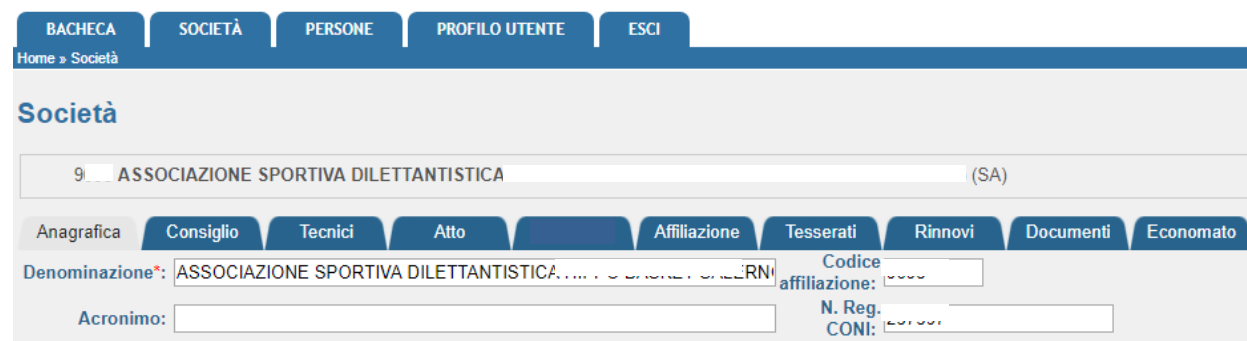 BACHECA SOCIETÀ PERSONE PROFILO UTENTE ESCI
Home » Società
Società
9 ASSOCIAZIONE SPORTIVA DILETTANTISTICA (SA)
Anagrafica Consiglio Tecnici Atto Affiliazione Tesserati Rinnovi Documenti Economato
Denominazione*: ASSOCIAZIONE SPORTIVA DILETTANTISTICA Codice affiliazione:
Acronimo: N. Reg. CONI: